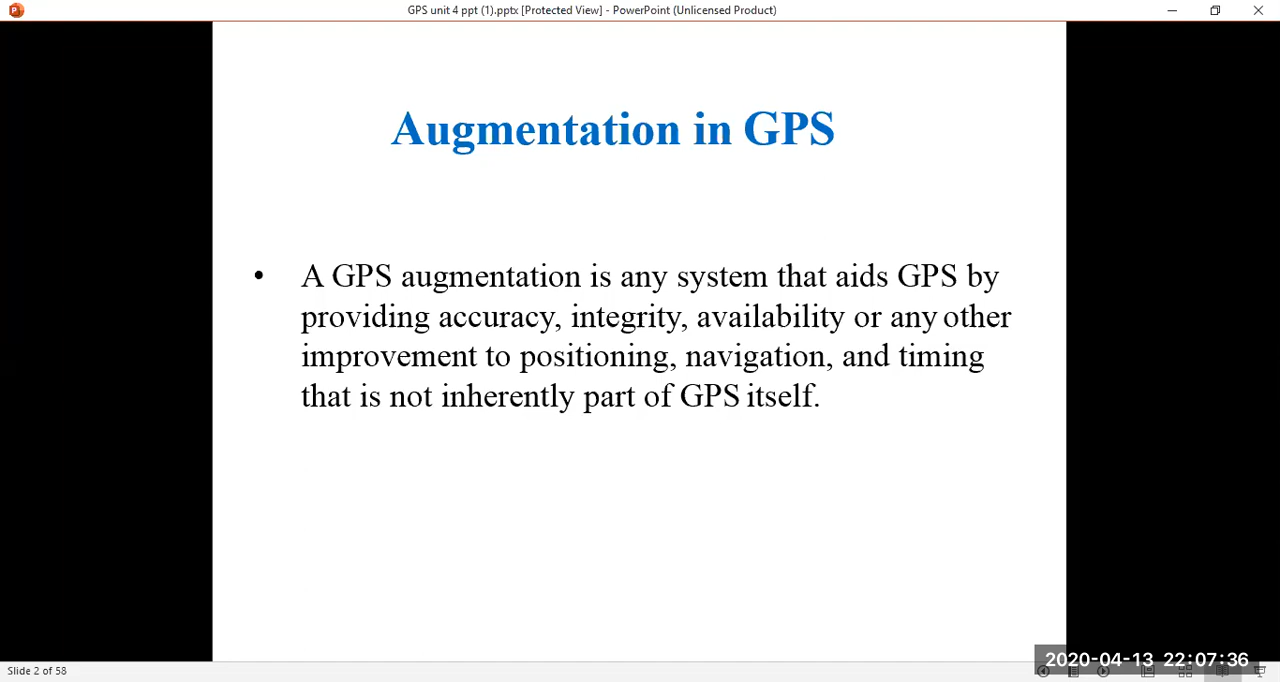 GPS unit 4 ppt (1).pptx [Protected View] - PowerPoint (Unlicensed Product)
Augmentation in GPS
• A GPS augmentation is any system that aids GPS by
providing accuracy, integrity, availability or any other
improvement to positioning, navigation, and timing
that is not inherently part of GPS itself.
2020-04-13 22:07:36
Slide 2 of 58